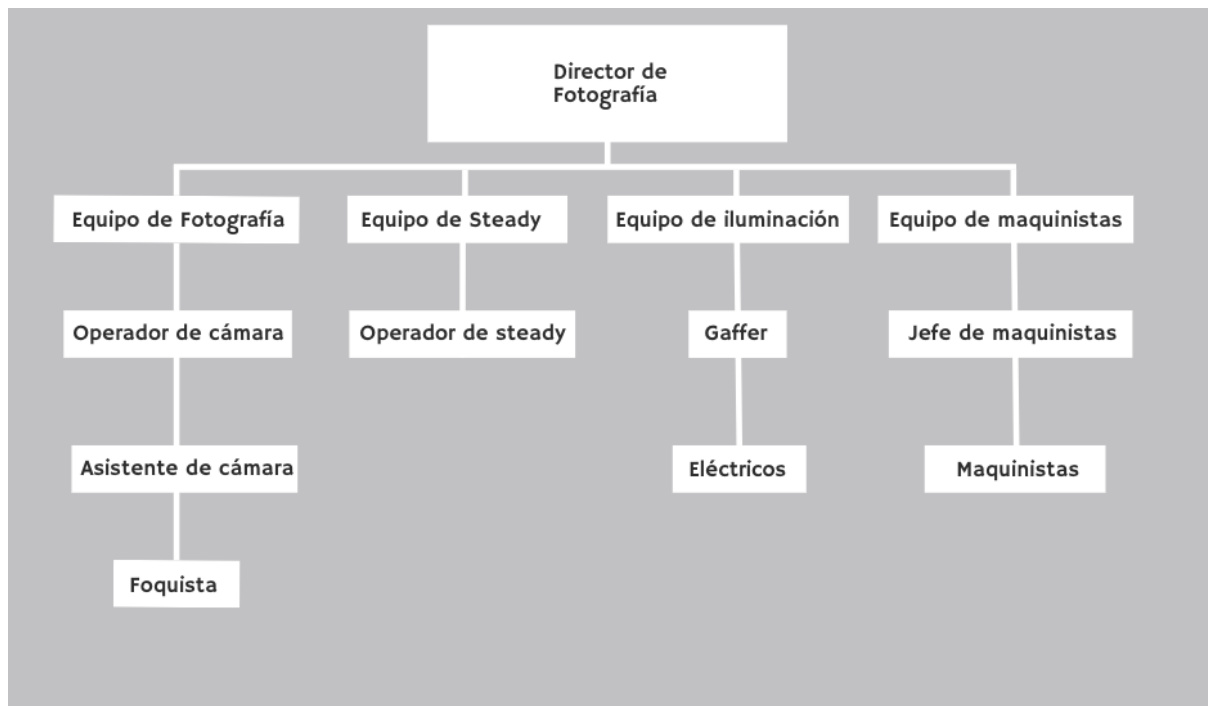 Director de
Fotografía
Equipo de Fotografía
Equipo de Steady
Equipo de iluminación
Equipo de maquinistas
Operador de cámara
Operador de steady
Gaffer
Jefe de maquinistas
Asistente de cámara
Eléctricos
Maquinistas
Foquista